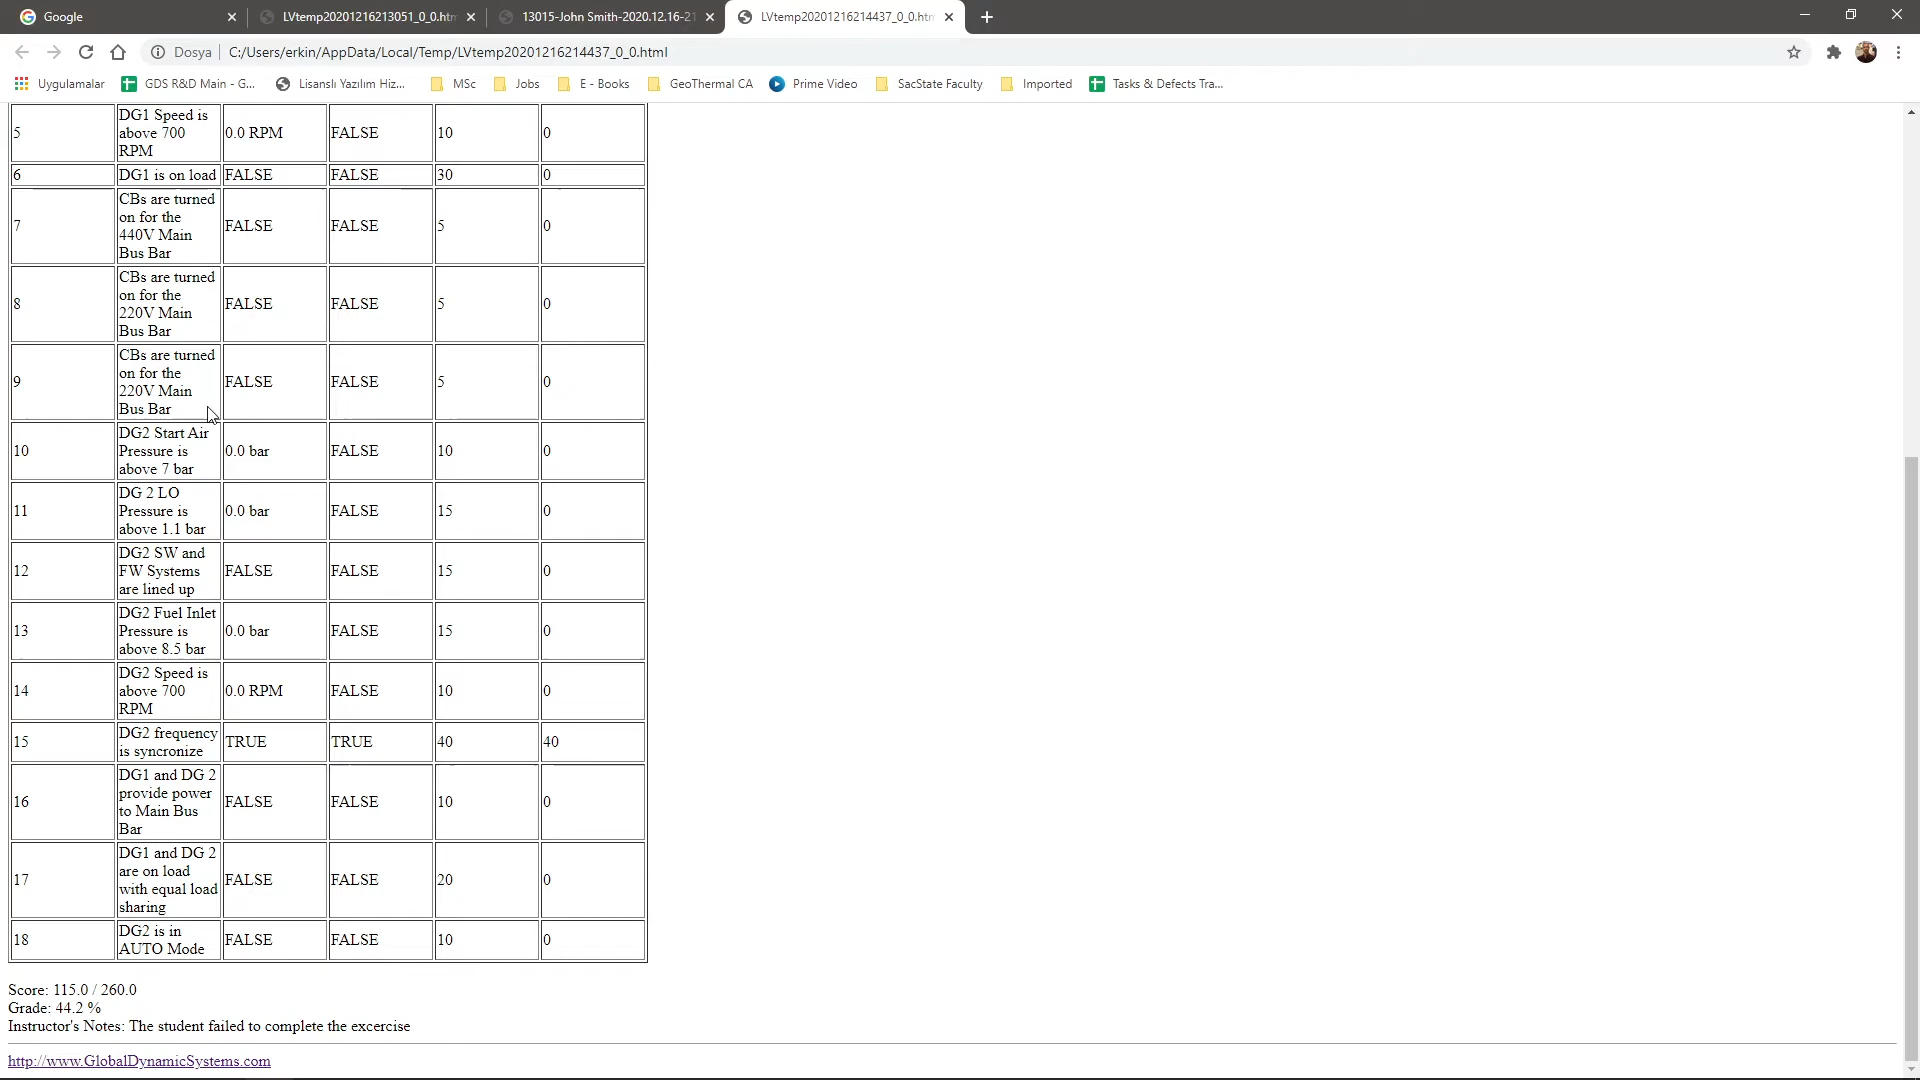 Google
LVtemp20201216213051_0_0.htm
13015-John Smith-2020.12.16-21
LVtemp20201216214437_0_0.htm
Dosya
C:/Users/erkin/AppData/Local/Temp/LVtemp20201216214437_0_0.html
Uygulamalar
GDS R&D Main - G...
Lisanslı Yazılım Hiz...
MSc
Jobs
E - Books
GeoThermal CA
Prime Video
SacState Faculty
Imported
Tasks & Defects Tra...
5
DG1 Speed is
above 700
RPM
0.0 RPM
FALSE
10
0
6
DG1 is on load
FALSE
FALSE
30
0
7
CBs are turned
on for the
440V Main
Bus Bar
FALSE
FALSE
5
0
8
CBs are turned
on for the
220V Main
Bus Bar
FALSE
FALSE
5
0
9
CBs are turned
on for the
220V Main
Bus Bar
FALSE
FALSE
5
0
10
DG2 Start Air
Pressure is
above 7 bar
0.0 bar
FALSE
10
0
11
DG 2 LO
Pressure is
above 1.1 bar
0.0 bar
FALSE
15
0
12
DG2 SW and
FW Systems
are lined up
FALSE
FALSE
15
0
13
DG2 Fuel Inlet
Pressure is
above 8.5 bar
0.0 bar
FALSE
15
0
14
DG2 Speed is
above 700
RPM
0.0 RPM
FALSE
10
0
15
DG2 frequency
is syncronize
TRUE
TRUE
40
40
16
DG1 and DG 2
provide power
to Main Bus
Bar
FALSE
FALSE
10
0
17
DG1 and DG 2
are on load
with equal load
sharing
FALSE
FALSE
20
0
18
DG2 is in
AUTO Mode
FALSE
FALSE
10
0
Score: 115.0 / 260.0
Grade: 44.2 %
Instructor's Notes: The student failed to complete the excercise
http://www.GlobalDynamicSystems.com